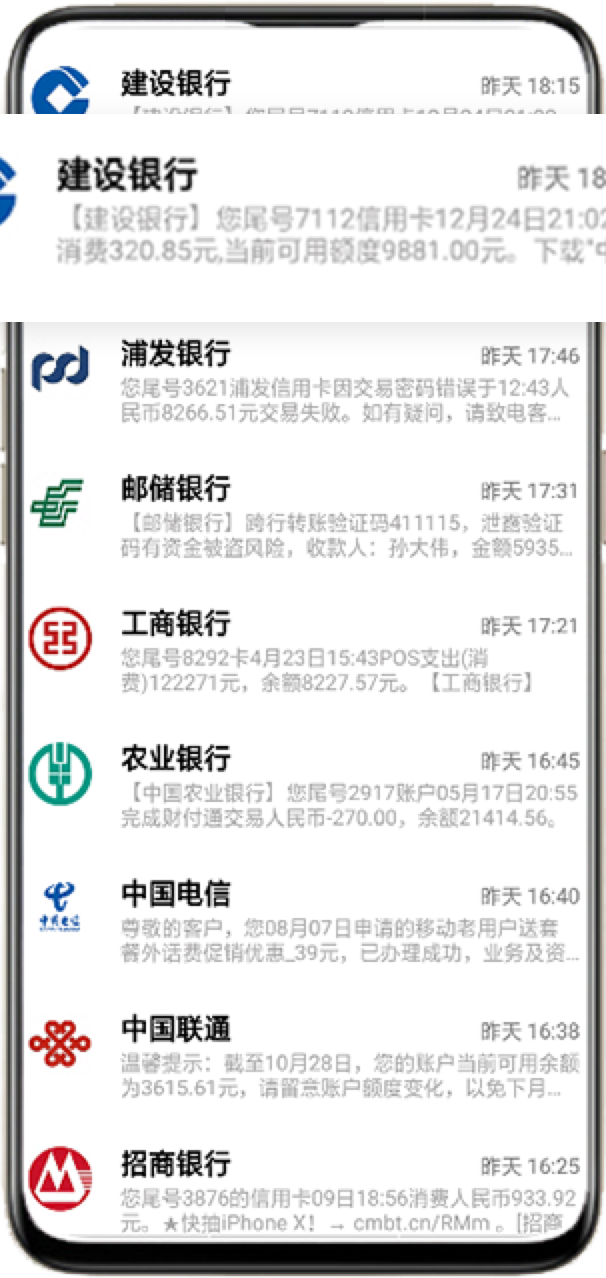 建设银行
昨天 18:15
建设银行
昨天 18
【建设银行】您尾号7112信用卡12月24日21:02
消费320.85元,当前可用额度9881.00元。下载"中
浦发银行
昨天 17:46
您尾号3621浦发信用卡因交易密码错误于12:43人
民币8266.51元交易失败。如有疑问，请致电客...
邮储银行
昨天 17:31
【邮储银行】跨行转账验证码411115，泄露验证
码有资金被盗风险，收款人：孙大伟，金额5935...
工商银行
昨天 17:21
您尾号8292卡4月23日15:43POS支出(消
费)122271元，余额8227.57元。【工商银行】
农业银行
昨天 16:45
【中国农业银行】您尾号2917账户05月17日20:55
完成财付通交易人民币-270.00，余额21414.56。
中国电信
中国电信
昨天 16:40
尊敬的客户，您08月07日申请的移动老用户送套
餐外话费促销优惠_39元，已办理成功，业务及资...
中国联通
昨天 16:38
温馨提示：截至10月28日，您的账户当前可用余额
为3615.61元，请留意账户额度变化，以免下月...
招商银行
昨天 16:25
您尾号3876的信用卡09日18:56消费人民币933.92
元。★快抽iPhone X！→ cmbt.cn/RMm 。[招商